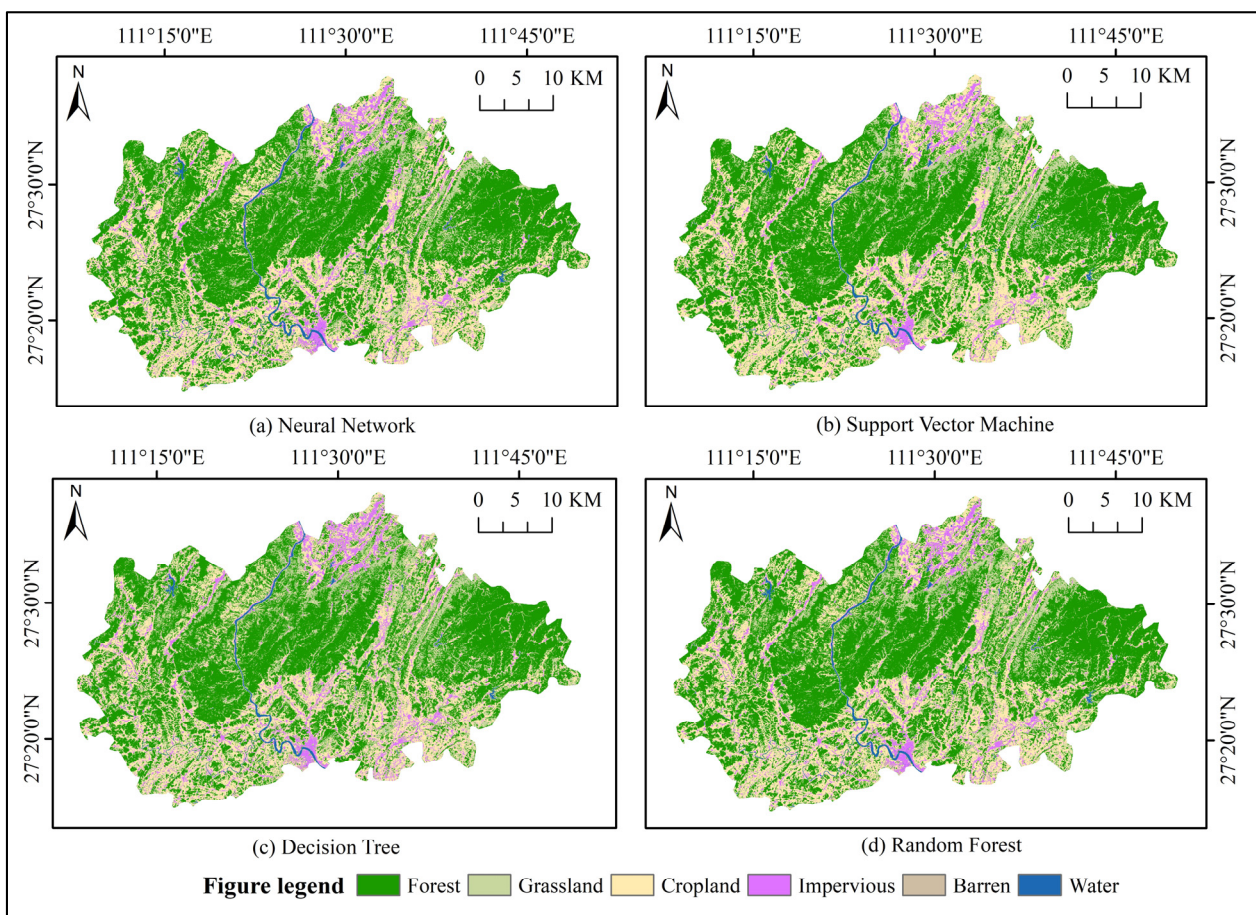 111°15'0"E 111°30'0"E 111°45'0"E
N
0 5 10 KM
27°30'0"N
27°20'0"N
(a) Neural Network
111°15'0"E 111°30'0"E 111°45'0"E
N
0 5 10 KM
27°30'0"N
27°20'0"N
(b) Support Vector Machine
111°15'0"E 111°30'0"E 111°45'0"E
N
0 5 10 KM
27°30'0"N
27°20'0"N
(c) Decision Tree
111°15'0"E 111°30'0"E 111°45'0"E
N
0 5 10 KM
27°30'0"N
27°20'0"N
(d) Random Forest
Figure legend Forest Grassland Cropland Impervious Barren Water